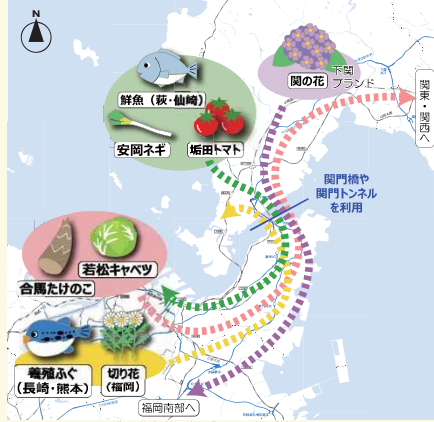 N
関の花
下関
ブランド
鮮魚（萩・仙崎）
安岡ネギ
垢田トマト
関東・関西へ
関門橋や
関門トンネル
を利用
若松キャベツ
合馬たけのこ
養殖ふぐ
（長崎・熊本）
切り花
（福岡）
福岡南部へ